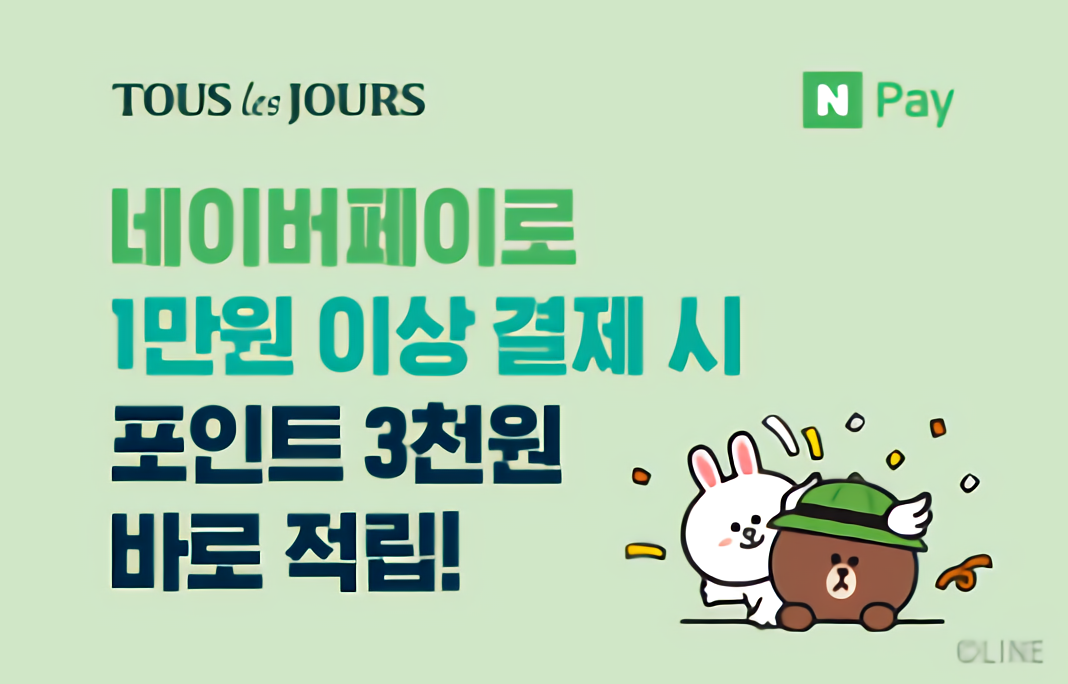 TOUS les JOURS
N Pay
네이버페이로
1만원 이상 결제 시
포인트 3천원
바로 적립!
©LINE